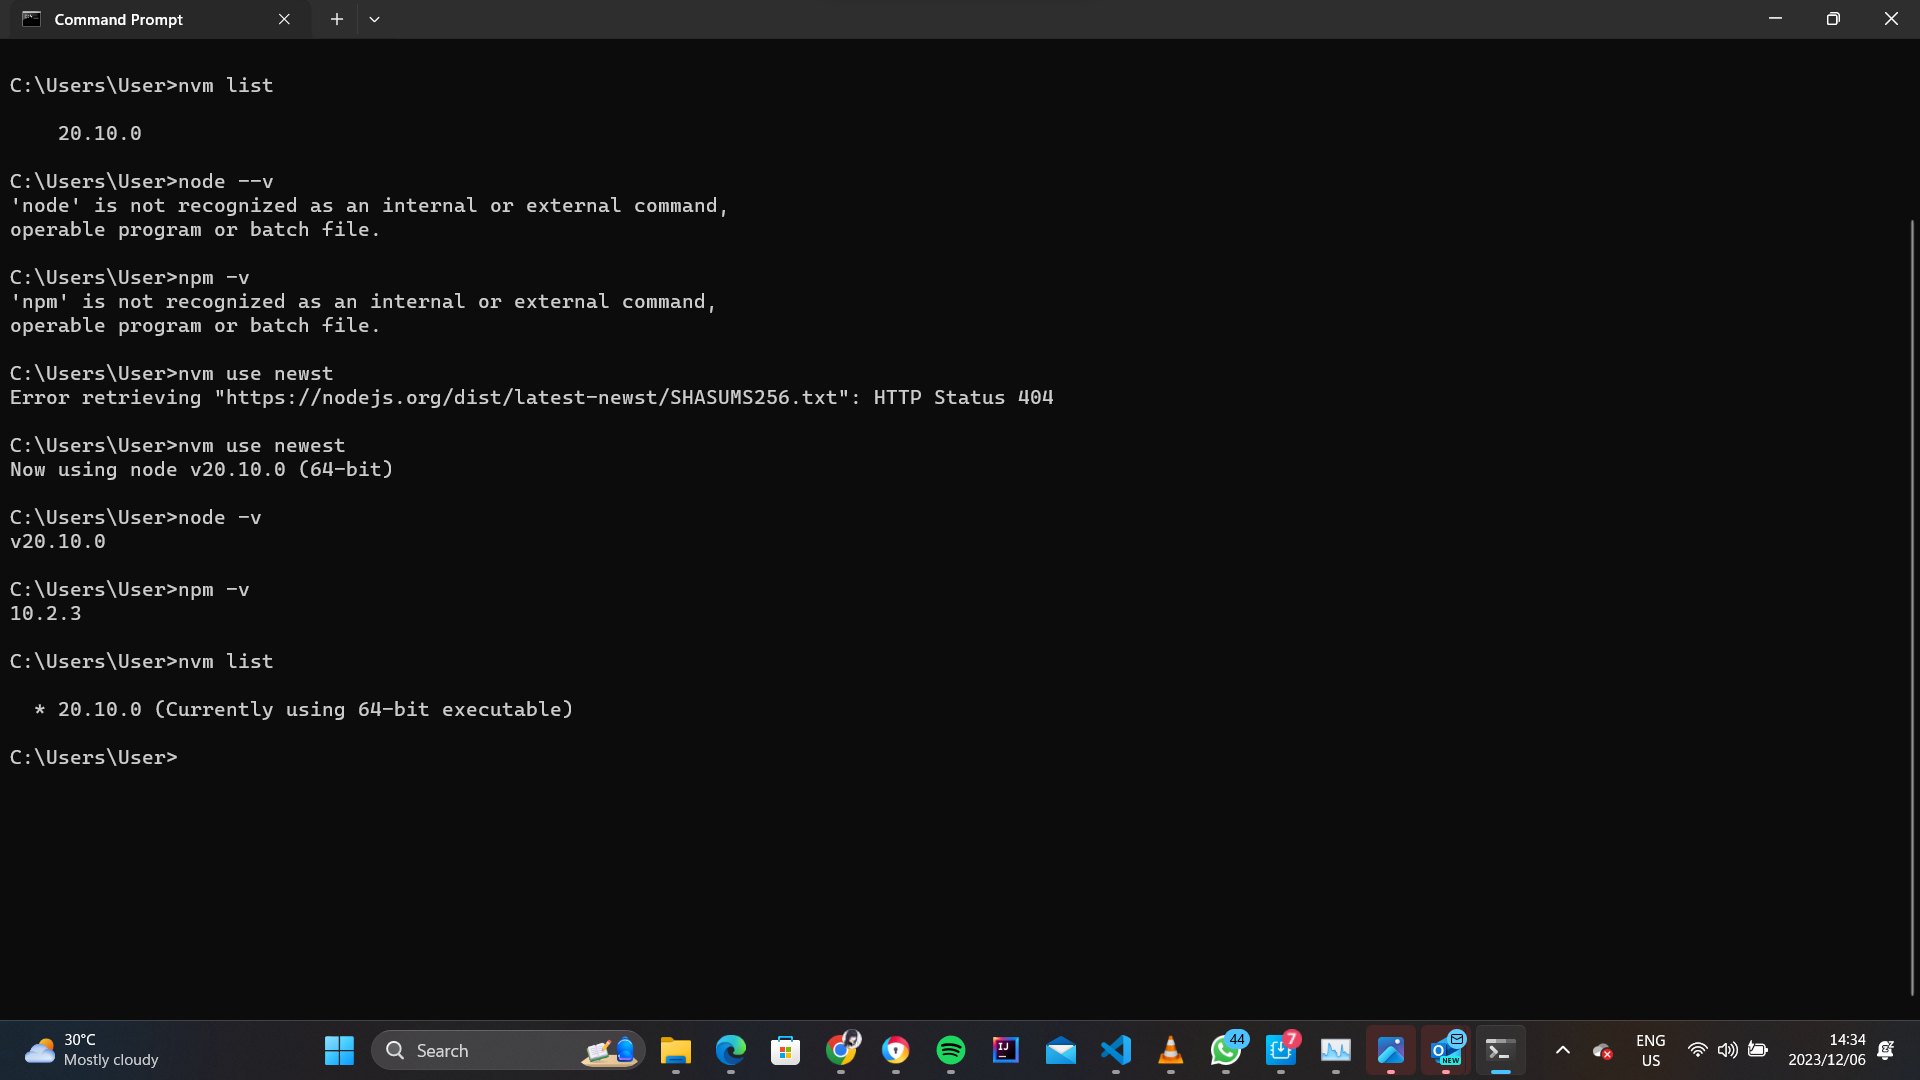 Command Prompt
C:\Users\User>nvm list
20.10.0
C:\Users\User>node --v
'node' is not recognized as an internal or external command,
operable program or batch file.
C:\Users\User>npm -v
'npm' is not recognized as an internal or external command,
operable program or batch file.
C:\Users\User>nvm use newst
Error retrieving "https://nodejs.org/dist/latest-newst/SHASUMS256.txt": HTTP Status 404
C:\Users\User>nvm use newest
Now using node v20.10.0 (64-bit)
C:\Users\User>node -v
v20.10.0
C:\Users\User>npm -v
10.2.3
C:\Users\User>nvm list
* 20.10.0 (Currently using 64-bit executable)
C:\Users\User>
30°C
Mostly cloudy
Search
IJ
44
7
NEW
ENG
US
14:34
2023/12/06